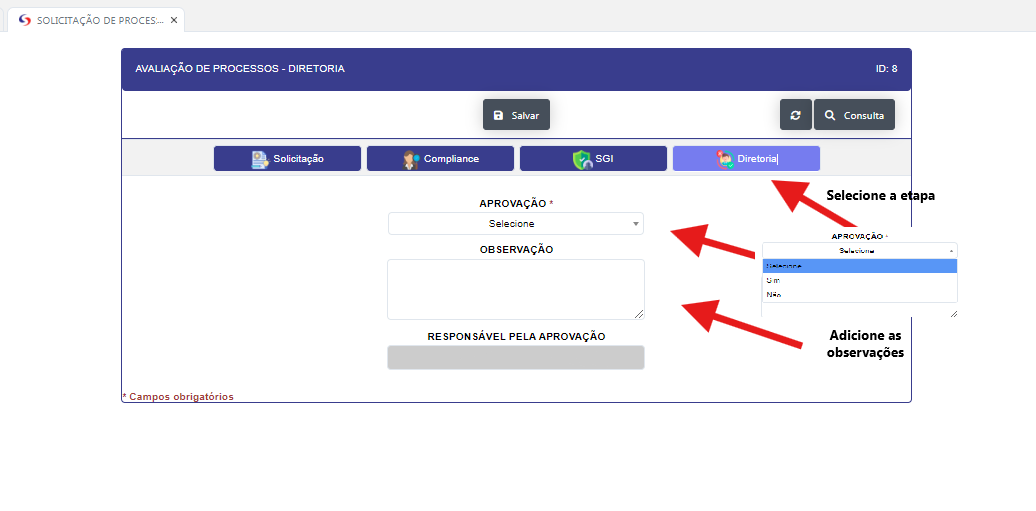 SOLICITAÇÃO DE PROCES:...
AVALIAÇÃO DE PROCESSOS - DIRETORIA
ID: 8
Salvar
Consulta
Solicitação
Compliance
SGI
Diretoria
Selecione a etapa
APROVAÇÃO *
Selecione
APROVAÇÃO *
Selecione
Selecione
Sim
Não
OBSERVAÇÃO
Adicione as
observações
RESPONSÁVEL PELA APROVAÇÃO
* Campos obrigatórios